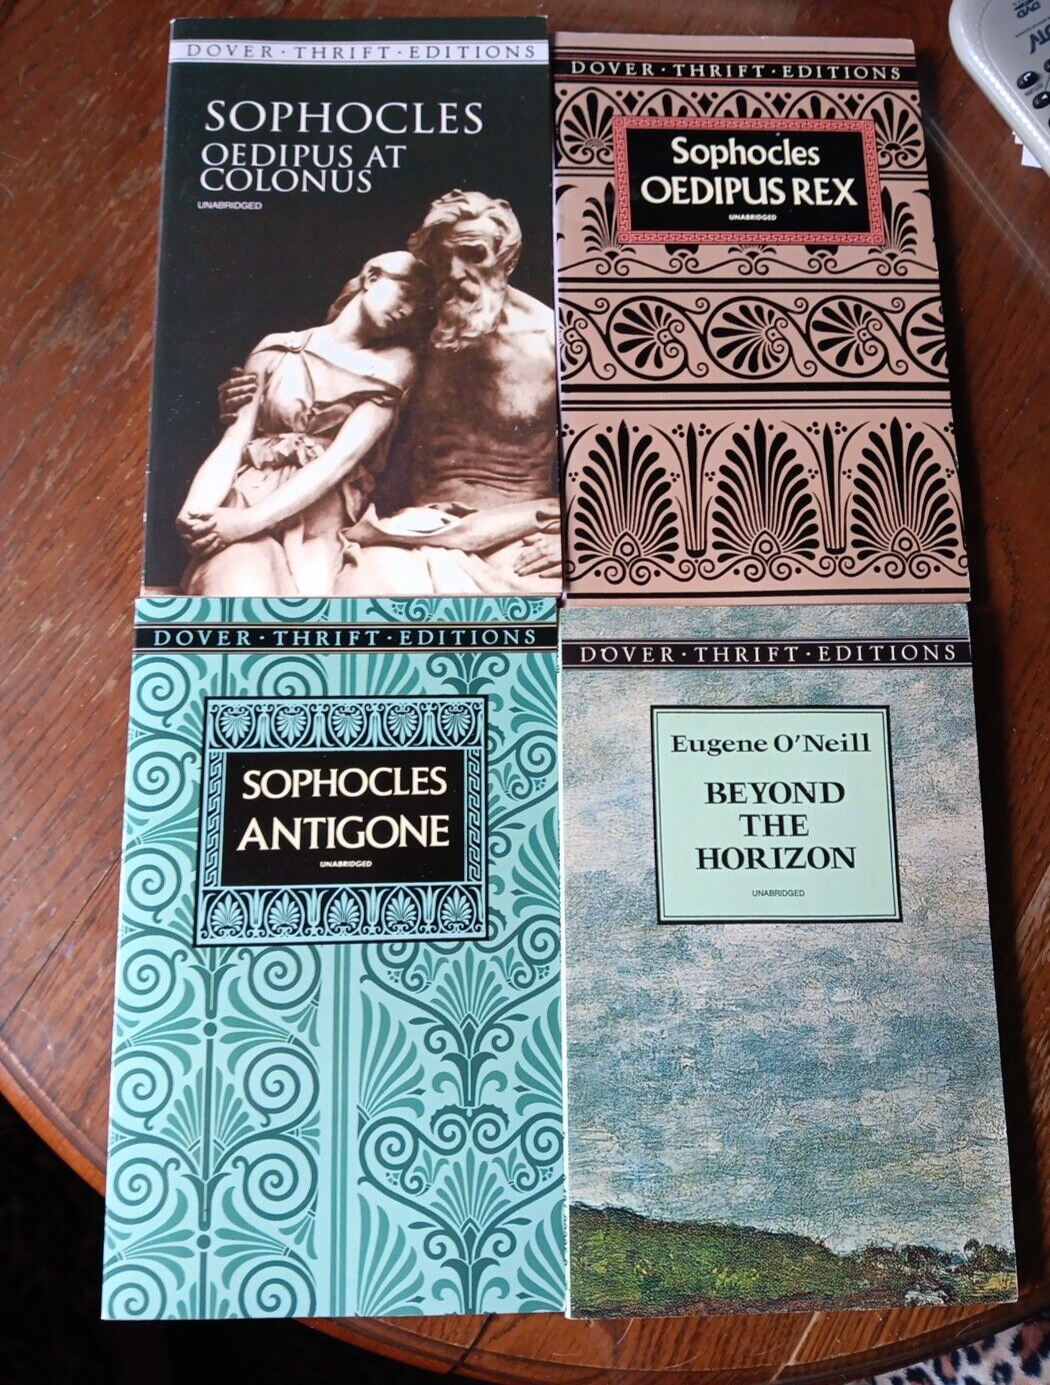 DOVER · THRIFT · EDITIONS
SOPHOCLES
OEDIPUS AT
COLONUS
UNABRIDGED
DOVER · THRIFT · EDITIONS
Sophocles
OEDIPUS REX
UNABRIDGED
DOVER · THRIFT · EDITIONS
SOPHOCLES
ANTIGONE
UNABRIDGED
DOVER · THRIFT · EDITIONS
Eugene O'Neill
BEYOND
THE
HORIZON
UNABRIDGED
DVD